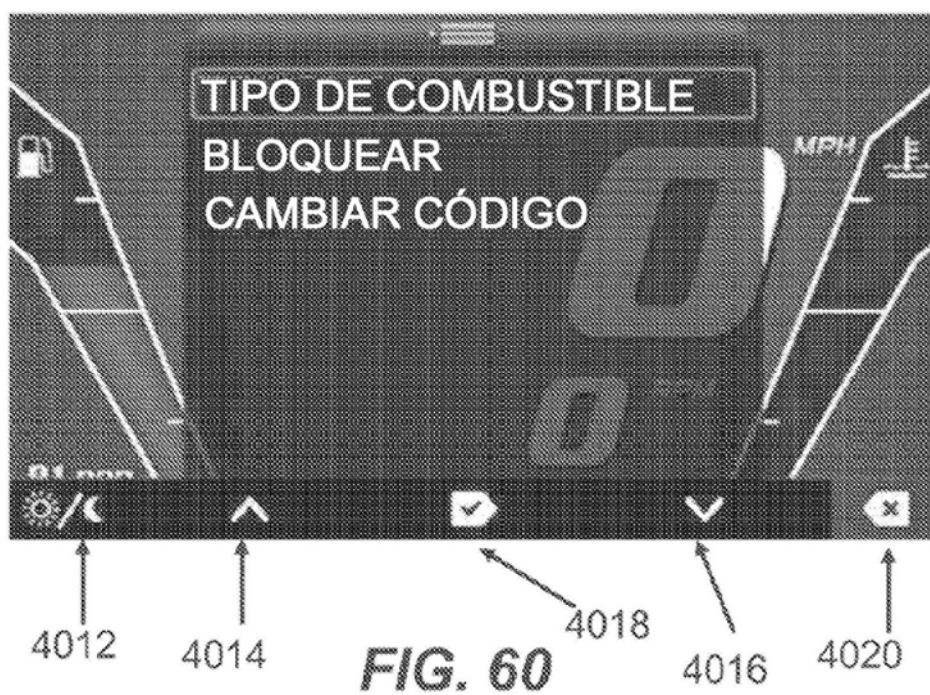 TIPO DE COMBUSTIBLE
BLOQUEAR
CAMBIAR CÓDIGO
0 MPH
0
4012
4014
4018
4016
4020
FIG. 60